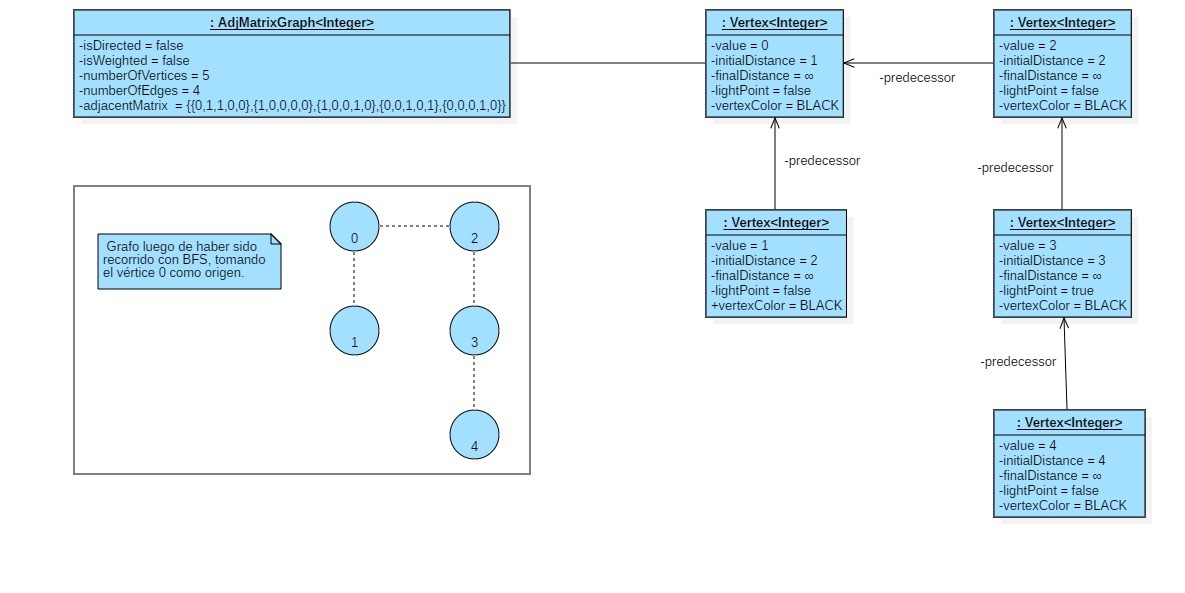 : AdjMatrixGraph<Integer>
-isDirected = false
-isWeighted = false
-numberOfVertices = 5
-numberOfEdges = 4
-adjacentMatrix  = {{0,1,1,0,0},{1,0,0,0,0},{1,0,0,1,0},{0,0,1,0,1},{0,0,0,1,0}}
: Vertex<Integer>
-value = 0
-initialDistance = 1
-finalDistance = ∞
-lightPoint = false
-vertexColor = BLACK
-predecessor
: Vertex<Integer>
-value = 2
-initialDistance = 2
-finalDistance = ∞
-lightPoint = false
-vertexColor = BLACK
-predecessor
-predecessor
Grafo luego de haber sido
recorrido con BFS, tomando
el vértice 0 como origen.
0
2
1
3
4
: Vertex<Integer>
-value = 1
-initialDistance = 2
-finalDistance = ∞
-lightPoint = false
+vertexColor = BLACK
: Vertex<Integer>
-value = 3
-initialDistance = 3
-finalDistance = ∞
-lightPoint = true
-vertexColor = BLACK
-predecessor
: Vertex<Integer>
-value = 4
-initialDistance = 4
-finalDistance = ∞
-lightPoint = false
-vertexColor = BLACK